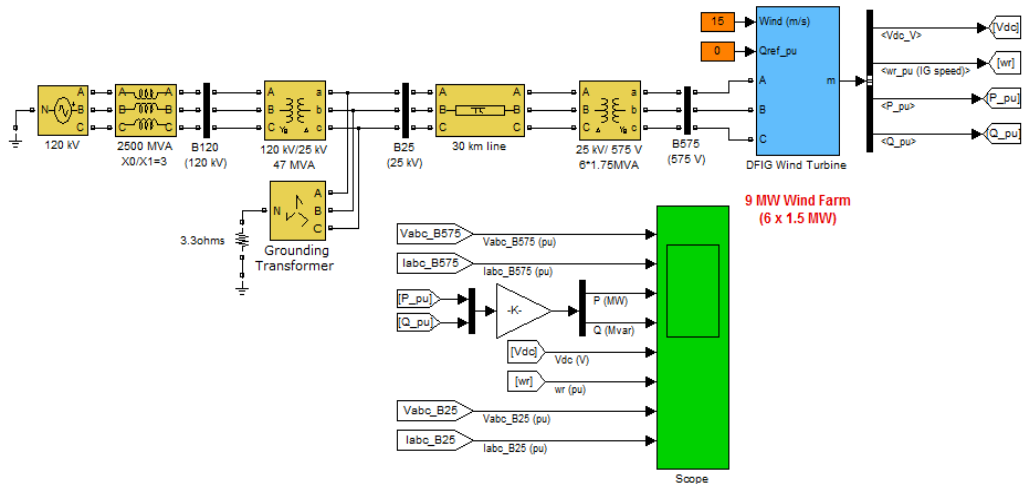 N
A
B
C
120 kV
A
B
C
A
B
C
2500 MVA
X0/X1=3
B120
(120 kV)
A
B
C
a
b
c
Yg
120 kV/25 kV
47 MVA
N
A
B
C
3.3ohms
Grounding
Transformer
B25
(25 kV)
A
B
C
A
B
C
30 km line
A
B
C
a
b
c
Yg
25 kV/ 575 V
6*1.75MVA
B575
(575 V)
15
0
Wind (m/s)
Qref_pu
A
B
C
m
DFIG Wind Turbine
<Vdc_V>
<wr_pu (IG speed)>
<P_pu>
<Q_pu>
[Vdc]
[wr]
[P_pu]
[Q_pu]
9 MW Wind Farm
(6 x 1.5 MW)
Vabc_B575
Vabc_B575 (pu)
Iabc_B575
Iabc_B575 (pu)
[P_pu]
[Q_pu]
-K-
P (MW)
Q (Mvar)
[Vdc]
Vdc (V)
[wr]
wr (pu)
Vabc_B25
Vabc_B25 (pu)
Iabc_B25
Iabc_B25 (pu)
Scope